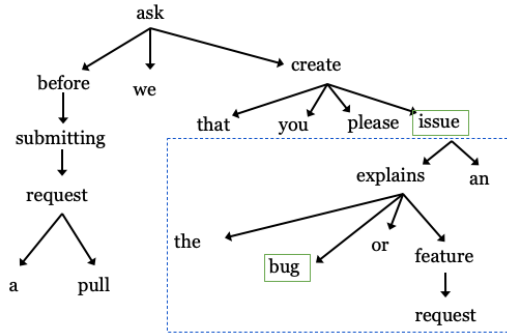 ask
before
we
create
submitting
that
you
please
issue
request
explains
an
a
pull
the
bug
or
feature
request